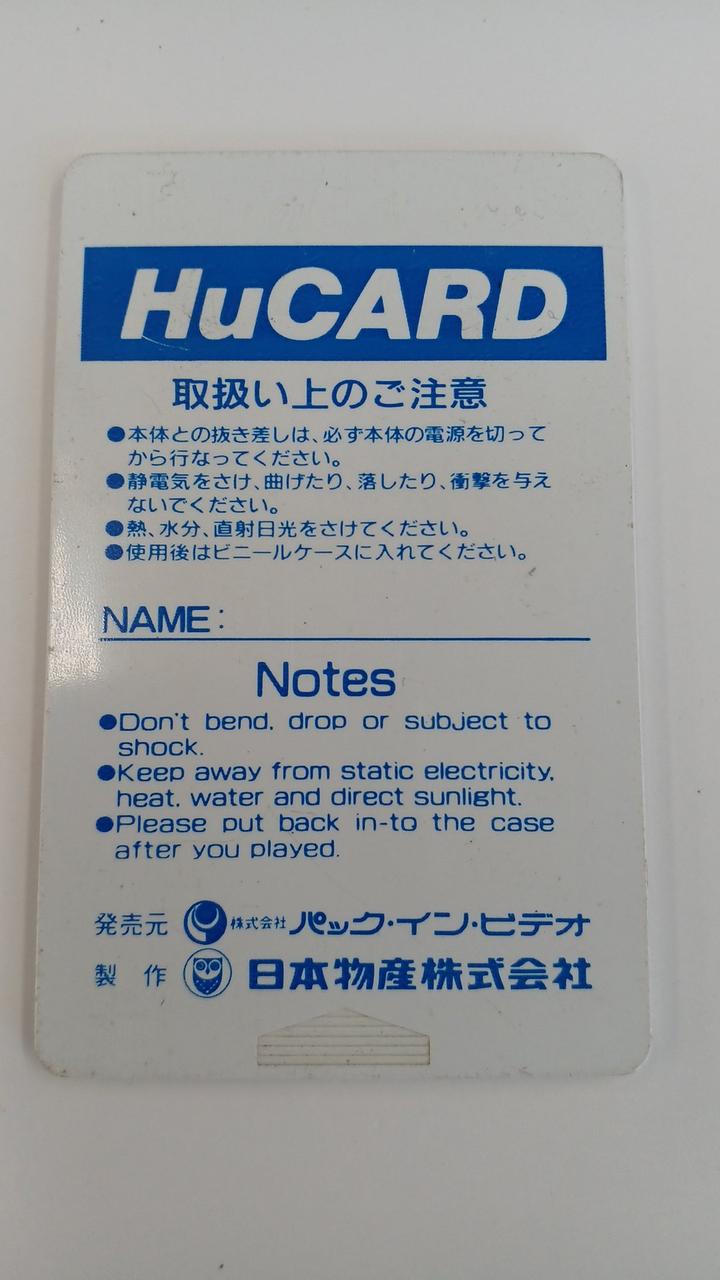 HuCARD
取扱い上のご注意
●本体との抜き差しは、必ず本体の電源を切って
から行なってください。
●静電気をさけ、曲げたり、落したり、衝撃を与え
ないでください。
●熱、水分、直射日光をさけてください。
●使用後はビニールケースに入れてください。
NAME:
Notes
●Don't bend, drop or subject to
shock.
●Keep away from static electricity,
heat, water and direct sunlight.
●Please put back in-to the case
after you played.
発売元 株式会社パック・イン・ビデオ
製作 日本物産株式会社